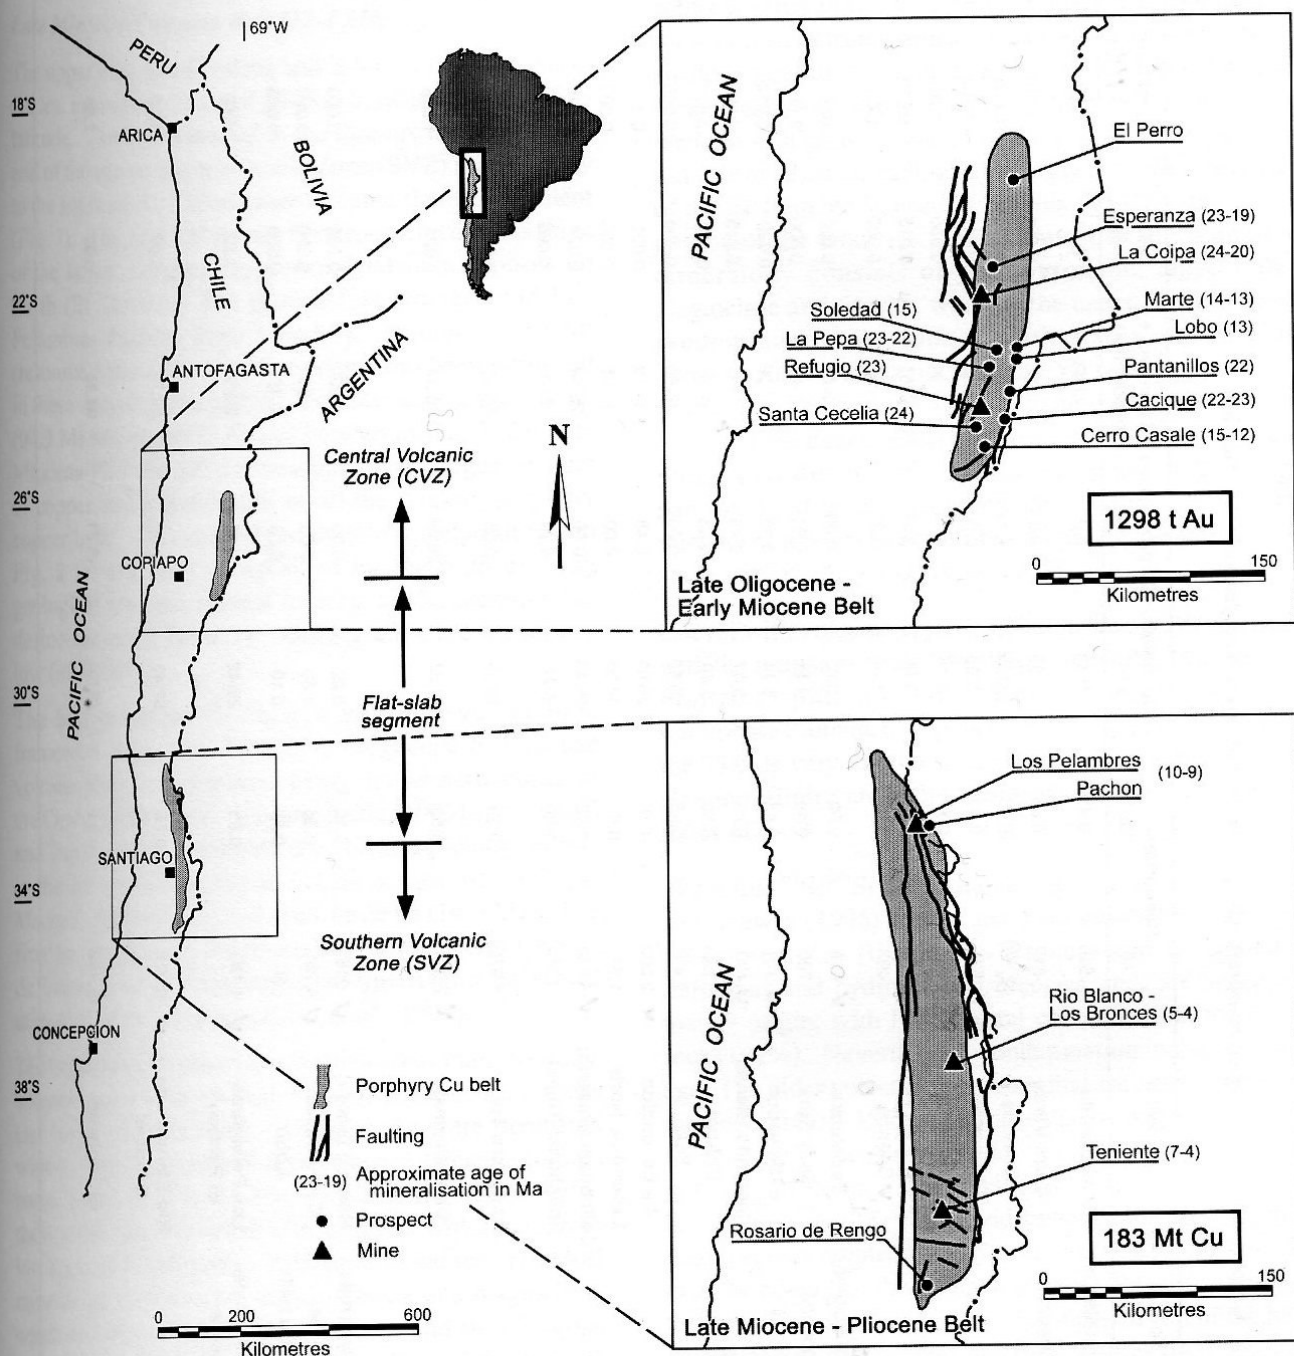 69°W
PERU
18°S
ARICA
BOLIVIA
CHILE
22°S
ANTOFAGASTA
ARGENTINA
Central Volcanic
Zone (CVZ)
N
26°S
COPIAPO
PACIFIC OCEAN
30°S
Flat-slab
segment
SANTIAGO
34°S
Southern Volcanic
Zone (SVZ)
CONCEPCION
38°S
Porphyry Cu belt
Faulting
(23-19) Approximate age of
mineralisation in Ma
Prospect
Mine
0 200 600
Kilometres
PACIFIC OCEAN
El Perro
Esperanza (23-19)
La Coipa (24-20)
Soledad (15)
Marte (14-13)
La Pepa (23-22)
Lobo (13)
Refugio (23)
Pantanillos (22)
Santa Cecelia (24)
Cacique (22-23)
Cerro Casale (15-12)
1298 t Au
0 150
Kilometres
Late Oligocene -
Early Miocene Belt
PACIFIC OCEAN
Los Pelambres
(10-9)
Pachon
Rio Blanco -
Los Bronces (5-4)
Teniente (7-4)
Rosario de Rengo
183 Mt Cu
0 150
Kilometres
Late Miocene - Pliocene Belt